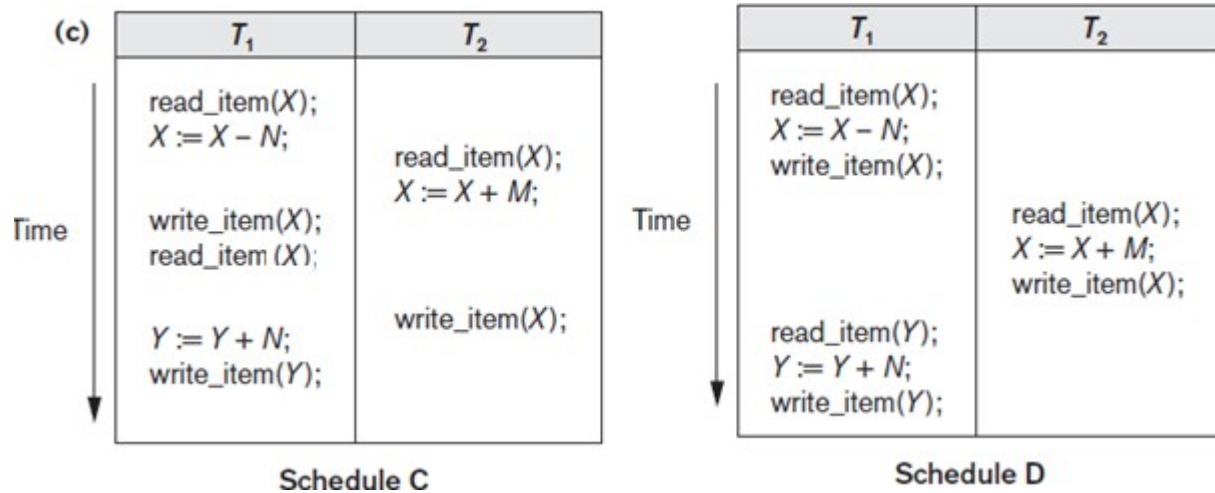 (c)
T1 T2
read_item(X);
X := X – N;
read_item(X);
X := X + M;
Time
write_item(X);
read_item (X);
write_item(X);
Y := Y + N;
write_item(Y);
Schedule C
T1 T2
read_item(X);
X := X – N;
write_item(X);
Time
read_item(X);
X := X + M;
write_item(X);
read_item(Y);
Y := Y + N;
write_item(Y);
Schedule D